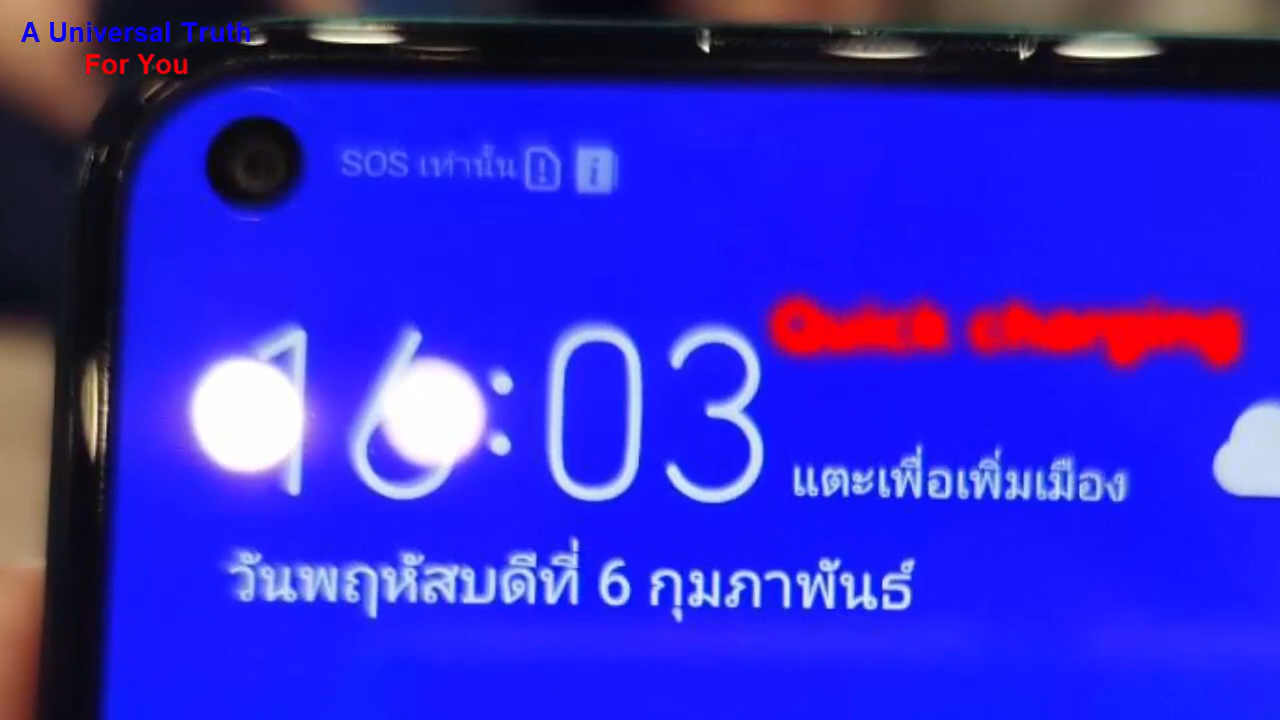 A Universal Truth
For You
SOS เท่านั้น
Quick charging
16:03
แตะเพื่อเพิ่มเมือง
วันพฤหัสบดีที่ 6 กุมภาพันธ์